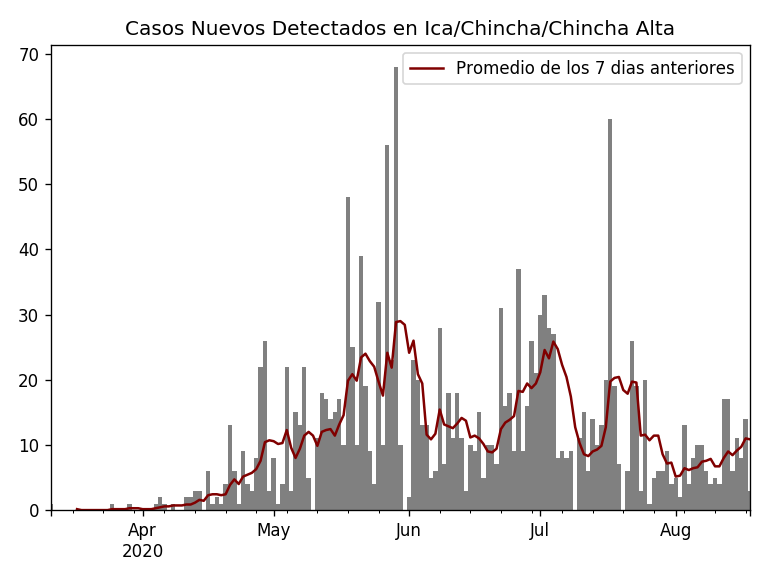 Casos Nuevos Detectados en Ica/Chincha/Chincha Alta
Promedio de los 7 dias anteriores
70
60
50
40
30
20
10
0
Apr
2020
May
Jun
Jul
Aug